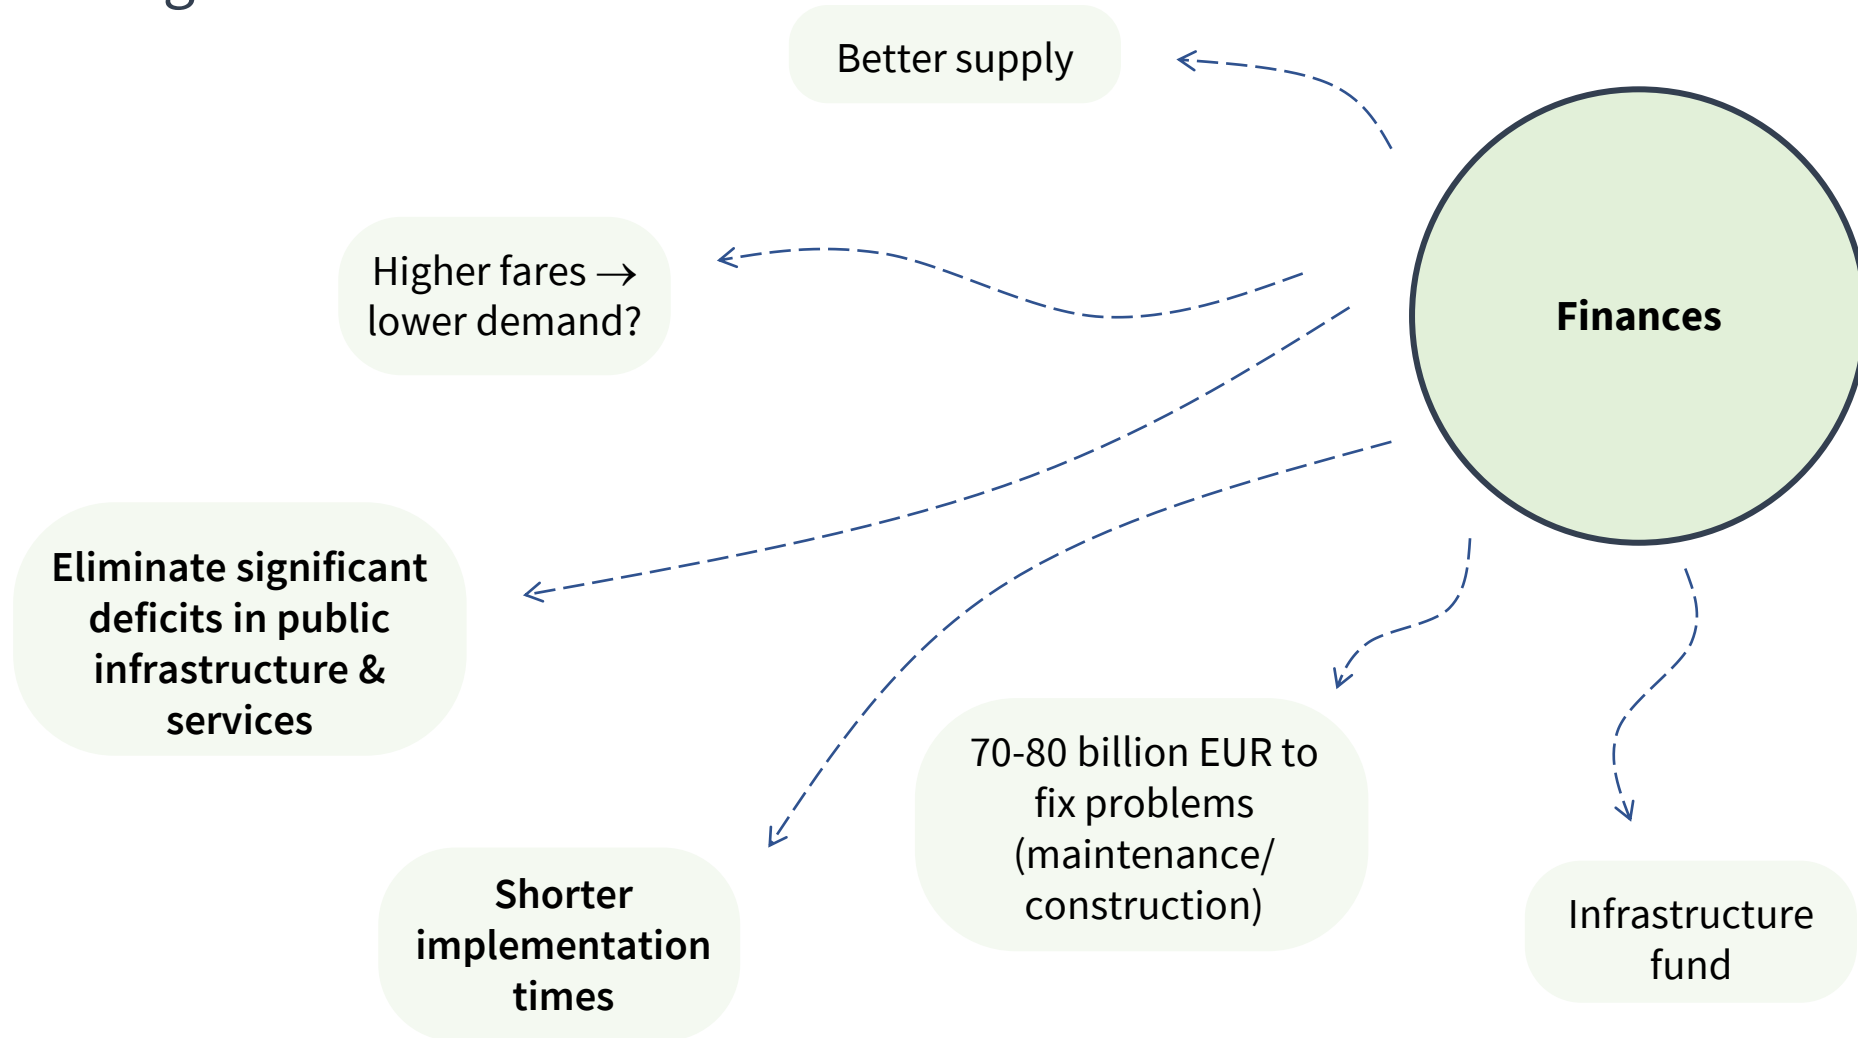 Better supply
Higher fares →
lower demand?
Finances
Eliminate significant
deficits in public
infrastructure &
services
70-80 billion EUR to
fix problems
(maintenance/
construction)
Shorter
implementation
times
Infrastructure
fund